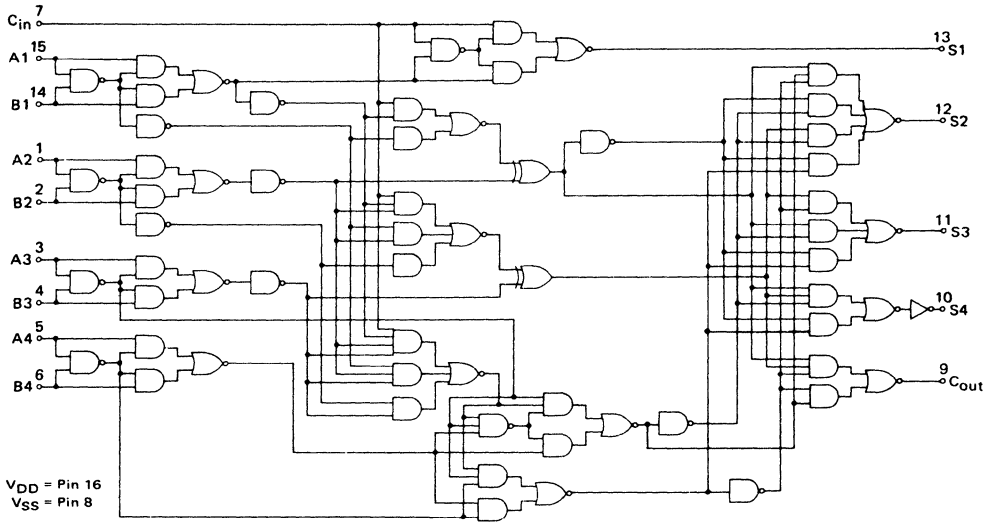 Cin 7
13 S1
A1 15
B1 14
12 S2
A2 1
B2 2
11 S3
A3 3
B3 4
10 S4
A4 5
B4 6
9 Cout
VDD = Pin 16
VSS = Pin 8